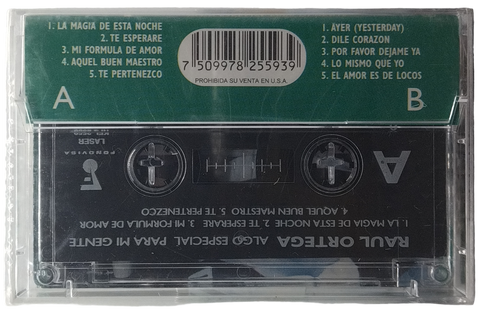 1. LA MAGIA DE ESTA NOCHE
2. TE ESPERARE
3. MI FORMULA DE AMOR
4. AQUEL BUEN MAESTRO
5. TE PERTENEZCO
A
7 509978 255939
PROHIBIDA SU VENTA EN U.S.A.
1. AYER (YESTERDAY)
2. DILE CORAZON
3. POR FAVOR DEJAME YA
4. LO MISMO QUE YO
5. EL AMOR ES DE LOCOS
B
RAUL ORTEGA ALGO ESPECIAL PARA MI GENTE
1. LA MAGIA DE ESTA NOCHE 2. TE ESPERARE 3. MI FORMULA DE AMOR
4. AQUEL BUEN MAESTRO 5. TE PERTENEZCO
A
FONOVISA
LASER